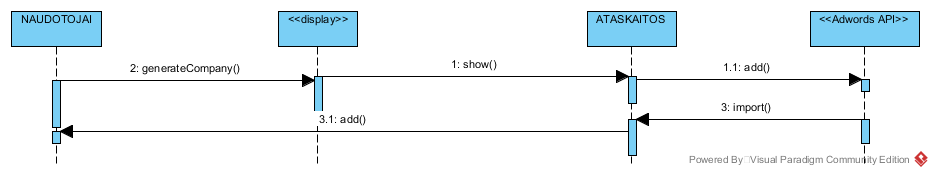 NAUDOTOJAI
<<display>>
ATASKAITOS
<<Adwords API>>
2: generateCompany()
1: show()
1.1: add()
3: import()
3.1: add()
Powered By Visual Paradigm Community Edition